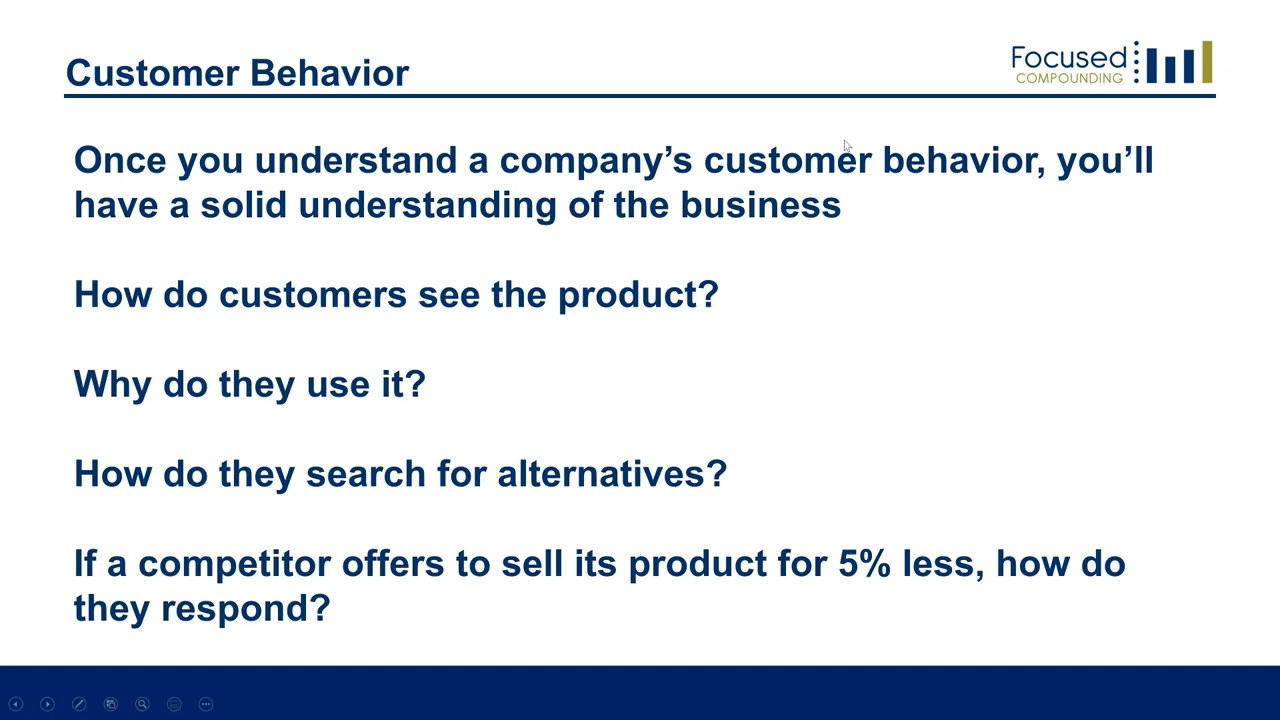 Customer Behavior
Focused
COMPOUNDING
Once you understand a company’s customer behavior, you’ll
have a solid understanding of the business
How do customers see the product?
Why do they use it?
How do they search for alternatives?
If a competitor offers to sell its product for 5% less, how do
they respond?